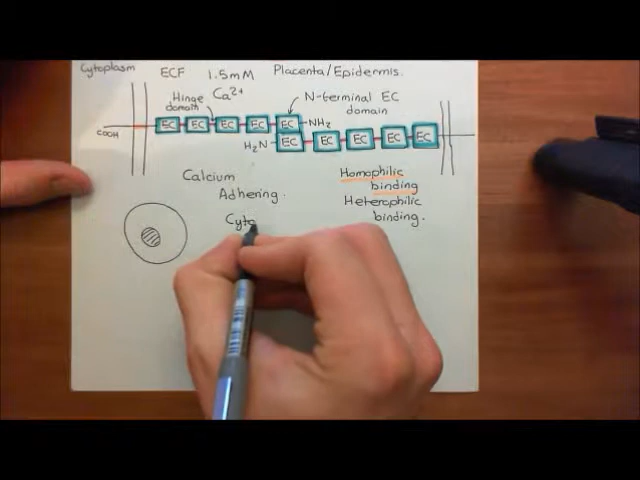 Cytoplasm ECF 1.5mM Placenta/Epidermis.
Hinge domain Ca2+ N-terminal EC
domain
COOH EC EC EC EC EC NH2
H2N EC EC EC EC EC
Calcium
Adhering.
Homophilic
binding
Heterophilic
binding.
Cyto